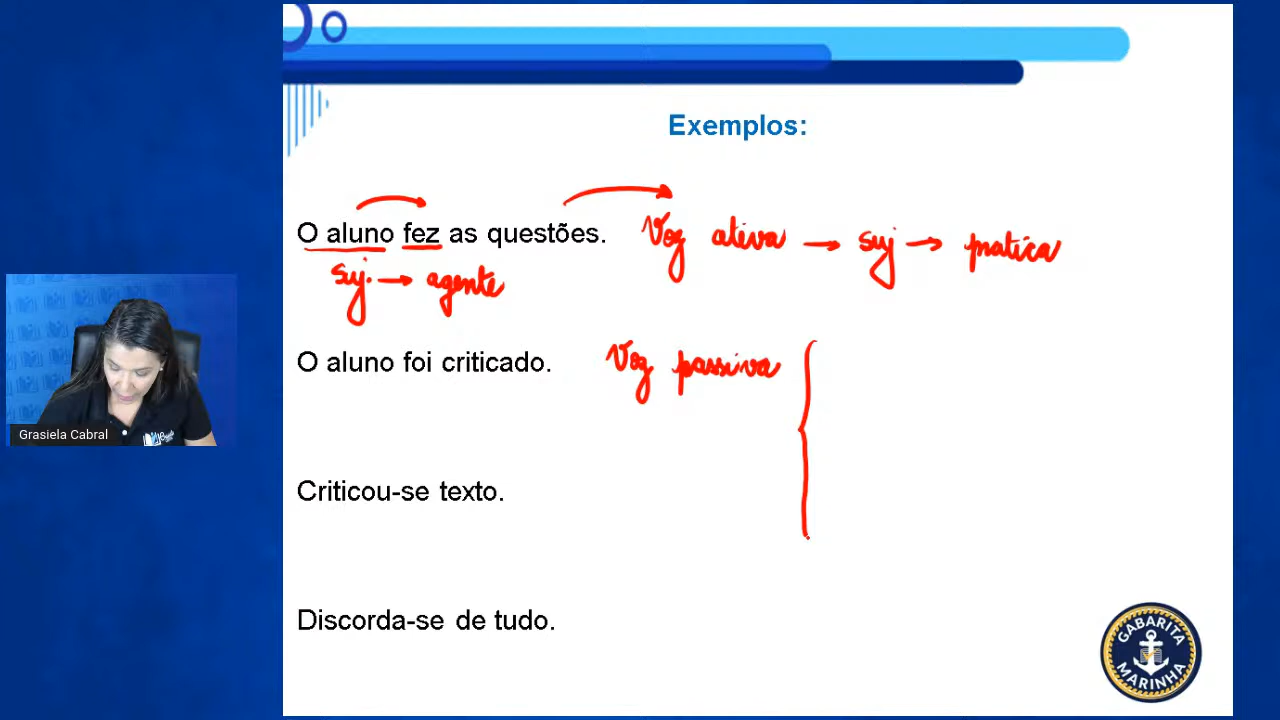 Exemplos:
O aluno fez as questões. Voz ativa → suj → pratica
suj. → agente
O aluno foi criticado. Voz passiva
Grasiela Cabral
Criticou-se texto.
Discorda-se de tudo.
GABARITA
MARINHA